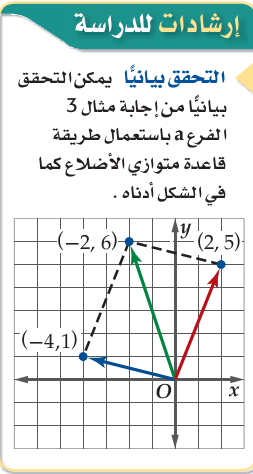 إرشادات للدراسة
التحقق بيانيًّا يمكن التحقق
بيانيًّا من إجابة مثال 3
الفرع a باستعمال طريقة
قاعدة متوازي الأضلاع كما
في الشكل أدناه .
y
(−2, 6)
(2, 5)
(−4,1)
O
x